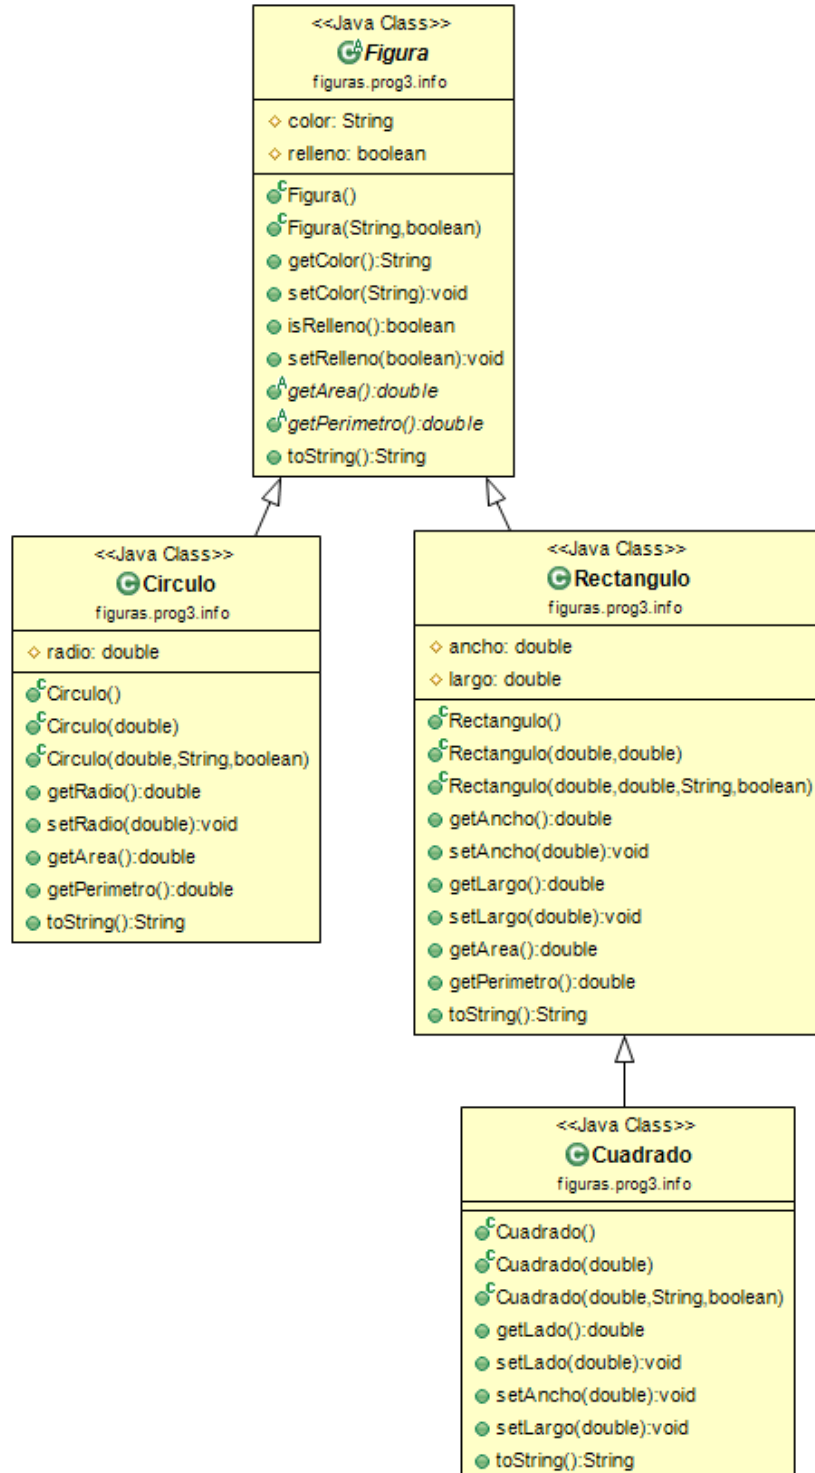 <<Java Class>>
Figura
figuras.prog3.info
color: String
relleno: boolean
Figura()
Figura(String,boolean)
getColor():String
setColor(String):void
isRelleno():boolean
setRelleno(boolean):void
getArea():double
getPerimetro():double
toString():String
<<Java Class>>
Circulo
figuras.prog3.info
radio: double
Circulo()
Circulo(double)
Circulo(double,String,boolean)
getRadio():double
setRadio(double):void
getArea():double
getPerimetro():double
toString():String
<<Java Class>>
Rectangulo
figuras.prog3.info
ancho: double
largo: double
Rectangulo()
Rectangulo(double,double)
Rectangulo(double,double,String,boolean)
getAncho():double
setAncho(double):void
getLargo():double
setLargo(double):void
getArea():double
getPerimetro():double
toString():String
<<Java Class>>
Cuadrado
figuras.prog3.info
Cuadrado()
Cuadrado(double)
Cuadrado(double,String,boolean)
getLado():double
setLado(double):void
setAncho(double):void
setLargo(double):void
toString():String